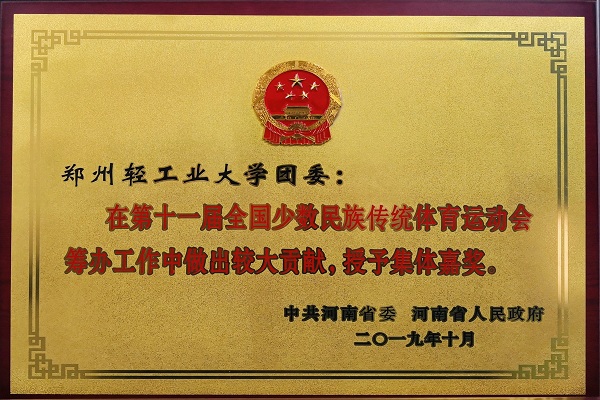 郑州轻工业大学团委：
在第十一届全国少数民族传统体育运动会
筹办工作中做出较大贡献，授予集体嘉奖。
中共河南省委 河南省人民政府
二〇一九年十月